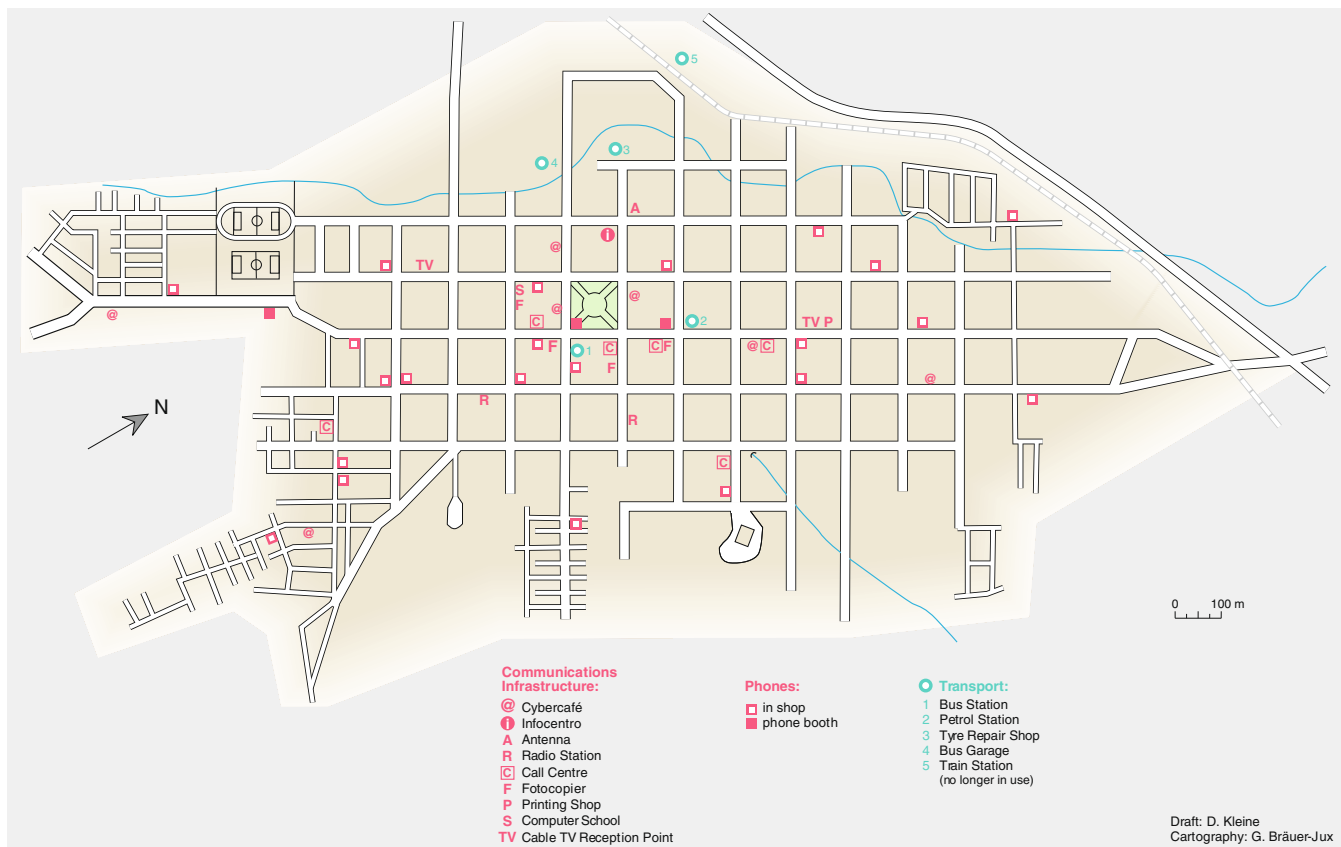 5
4
3
A
i
@
TV
S
F
@
C
@
2
TV P
@
F
1
C
C F
@ C
F
@
R
R
N
C
C
@
0 100 m
Communications
Infrastructure:
@ Cybercafé
i Infocentro
A Antenna
R Radio Station
C Call Centre
F Fotocopier
P Printing Shop
S Computer School
TV Cable TV Reception Point
Phones:
in shop
phone booth
Transport:
1 Bus Station
2 Petrol Station
3 Tyre Repair Shop
4 Bus Garage
5 Train Station
(no longer in use)
Draft: D. Kleine
Cartography: G. Bräuer-Jux